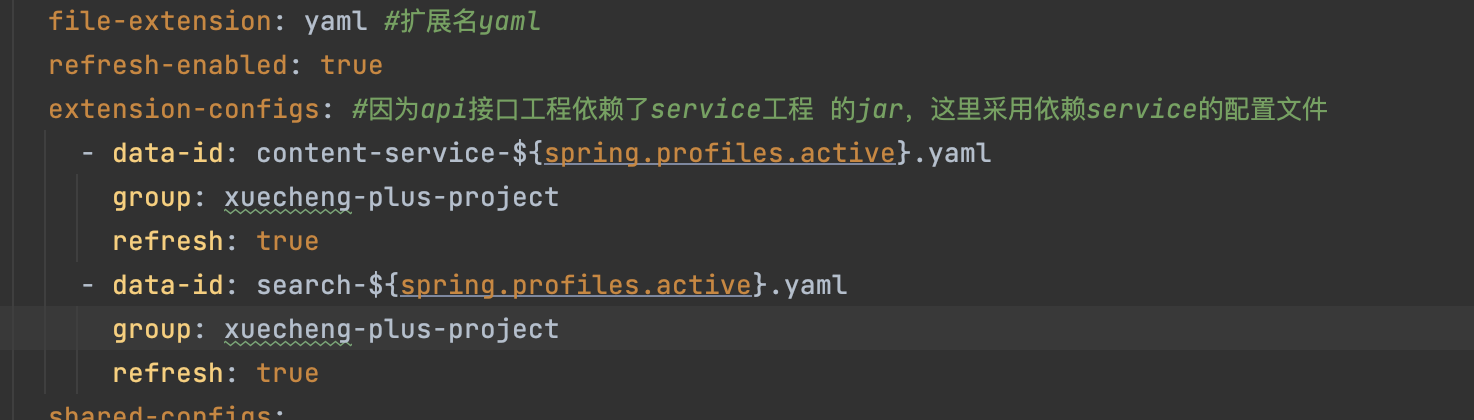 file-extension: yaml #扩展名yaml
refresh-enabled: true
extension-configs: #因为api接口工程依赖了service工程 的jar，这里采用依赖service的配置文件
- data-id: content-service-${spring.profiles.active}.yaml
group: xuecheng-plus-project
refresh: true
- data-id: search-${spring.profiles.active}.yaml
group: xuecheng-plus-project
refresh: true
shared-configs: